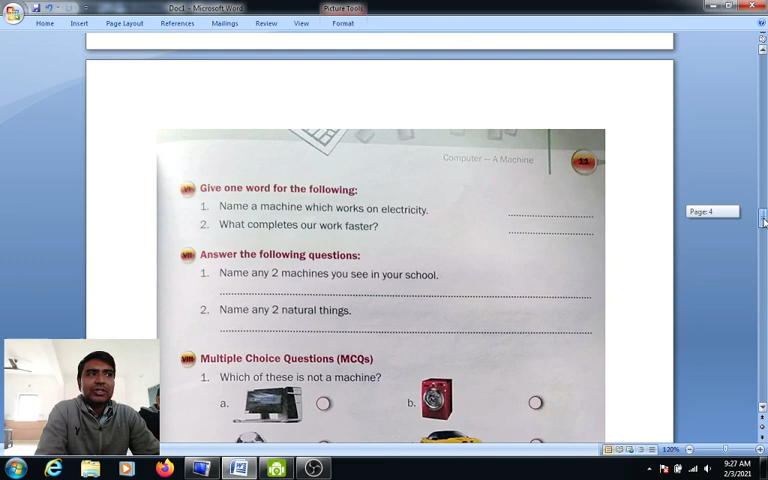 Doc1 - Microsoft Word
Picture Tools
Home Insert Page Layout References Mailings Review View Format
Computer — A Machine 11
VI Give one word for the following:
1. Name a machine which works on electricity.
2. What completes our work faster?
VII Answer the following questions:
1. Name any 2 machines you see in your school.
2. Name any 2 natural things.
VIII Multiple Choice Questions (MCQs)
1. Which of these is not a machine?
a. b.
Page: 4
120%
9:27 AM
2/3/2021